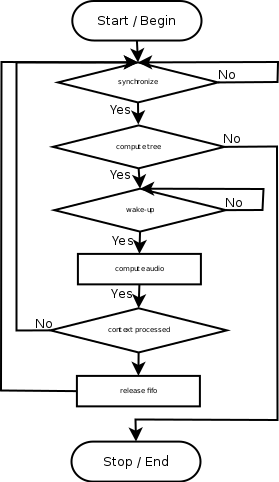 Start / Begin
synchronize
No
Yes
compute tree
No
Yes
wake-up
No
Yes
compute audio
Yes
context processed
No
release fifo
Stop / End